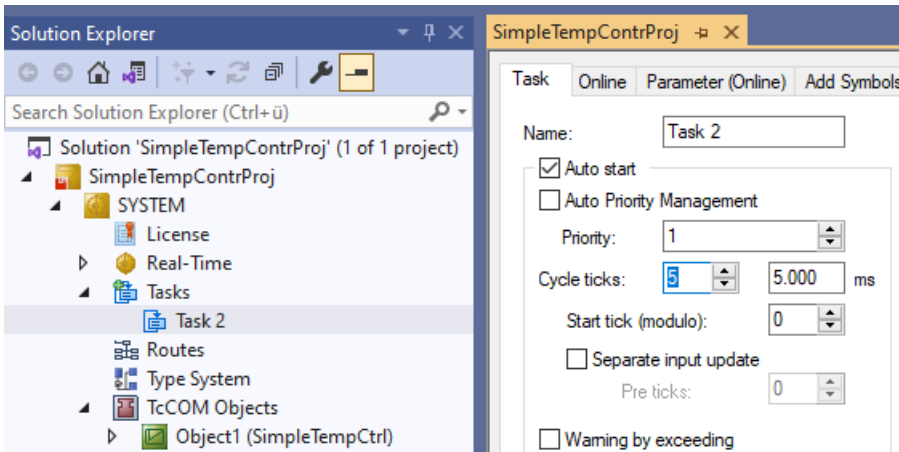 Solution Explorer
Search Solution Explorer (Ctrl+ü)
Solution 'SimpleTempContrProj' (1 of 1 project)
SimpleTempContrProj
SYSTEM
License
Real-Time
Tasks
Task 2
Routes
Type System
TcCOM Objects
Object1 (SimpleTempCtrl)
SimpleTempContrProj
Task Online Parameter (Online) Add Symbols
Name: Task 2
Auto start
Auto Priority Management
Priority: 1
Cycle ticks: 5 5.000 ms
Start tick (modulo): 0
Separate input update
Pre ticks: 0
Warning by exceeding